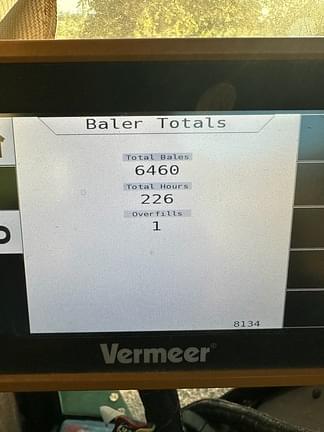 Baler Totals
Total Bales
6460
Total Hours
226
Overfills
1
8134
Vermeer®